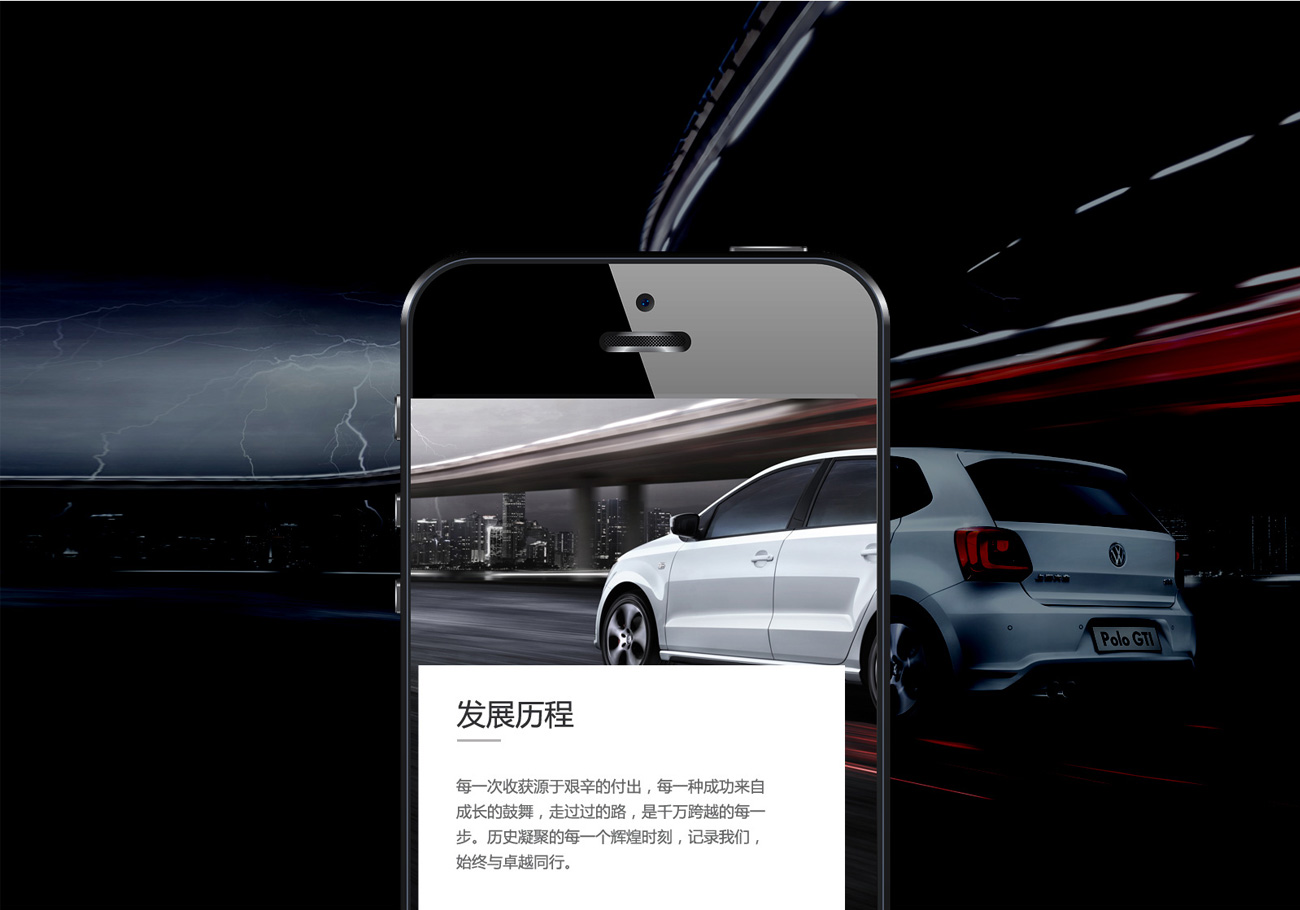 Polo GTI
发展历程
每一次收获源于艰辛的付出，每一种成功来自
成长的鼓舞，走过过的路，是千万跨越的每一
步。历史凝聚的每一个辉煌时刻，记录我们，
始终与卓越同行。